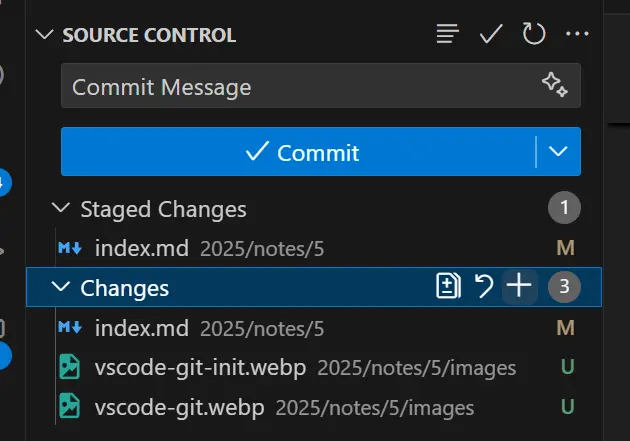 SOURCE CONTROL
Commit Message
Commit
Staged Changes 1
index.md 2025/notes/5 M
Changes 3
index.md 2025/notes/5 M
vscode-git-init.webp 2025/notes/5/images U
vscode-git.webp 2025/notes/5/images U